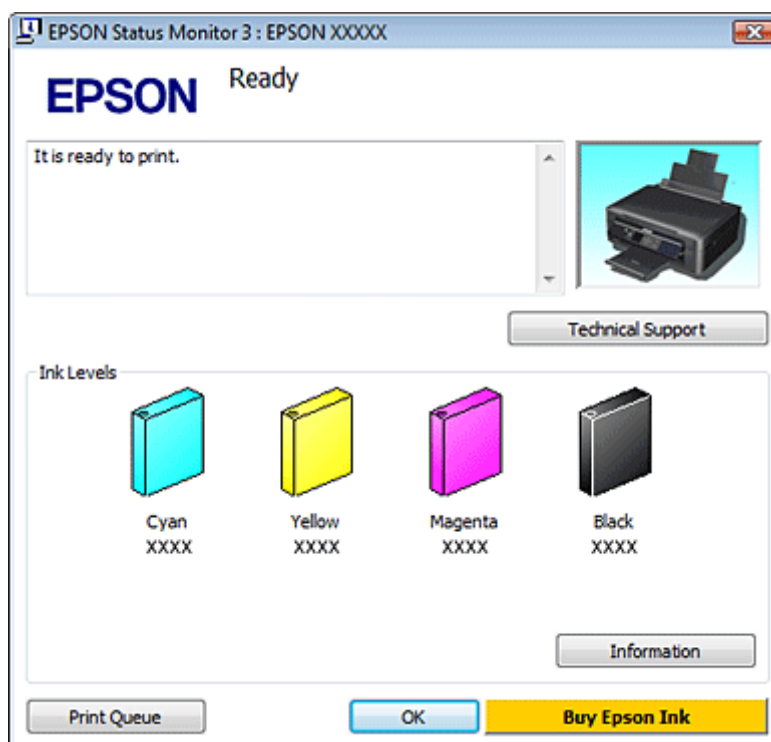 EPSON Status Monitor 3 : EPSON XXXXX
EPSON
Ready
It is ready to print.
Technical Support
Ink Levels
Cyan Yellow Magenta Black
XXXX XXXX XXXX XXXX
Information
Print Queue OK Buy Epson Ink